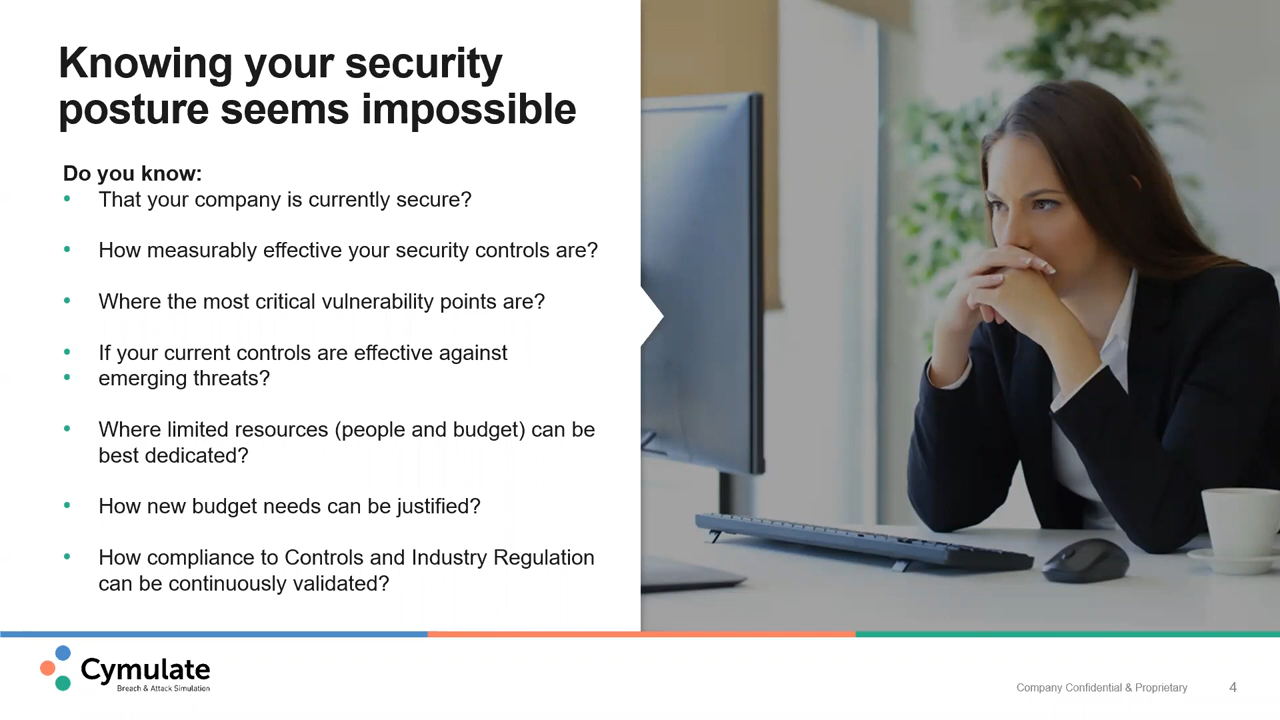 Knowing your security
posture seems impossible
Do you know:
• That your company is currently secure?
• How measurably effective your security controls are?
• Where the most critical vulnerability points are?
• If your current controls are effective against
• emerging threats?
• Where limited resources (people and budget) can be
best dedicated?
• How new budget needs can be justified?
• How compliance to Controls and Industry Regulation
can be continuously validated?
Cymulate
Breach & Attack Simulation
Company Confidential & Proprietary 4